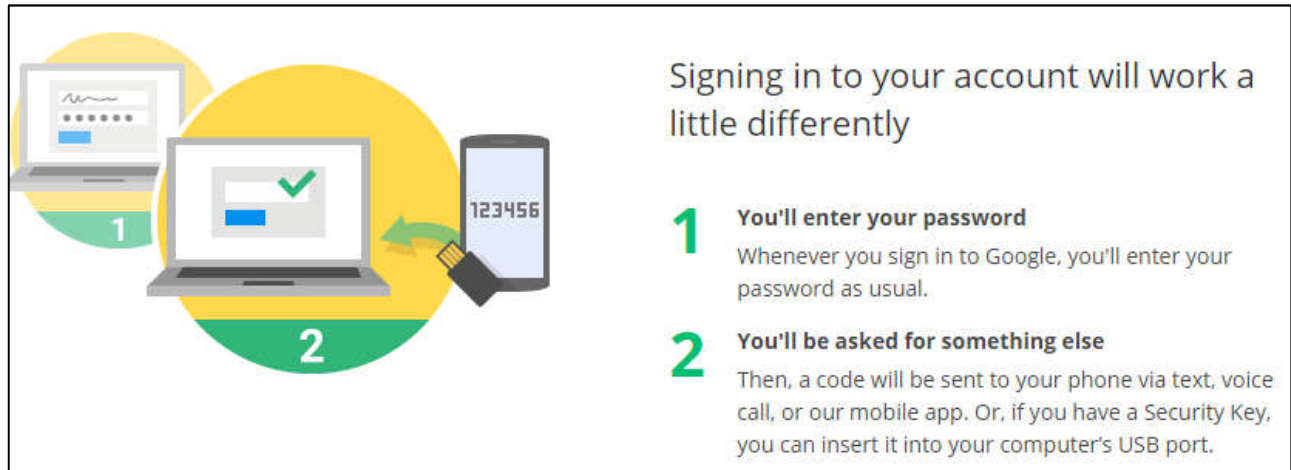 1
2
123456
Signing in to your account will work a
little differently
1
You'll enter your password
Whenever you sign in to Google, you'll enter your
password as usual.
2
You'll be asked for something else
Then, a code will be sent to your phone via text, voice
call, or our mobile app. Or, if you have a Security Key,
you can insert it into your computer's USB port.